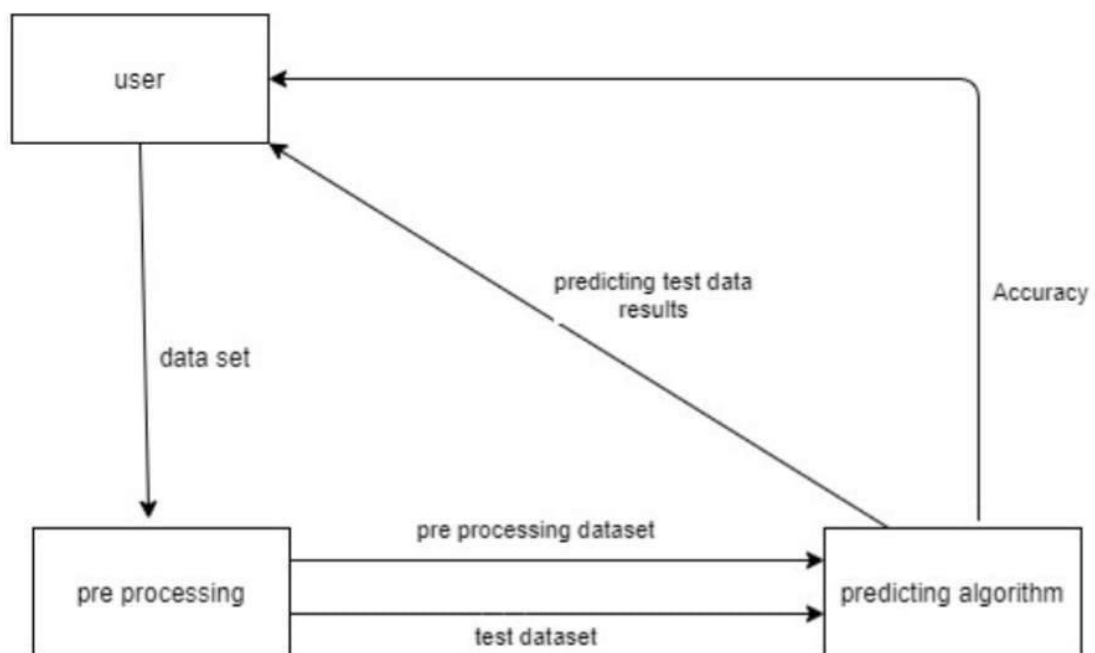 user
predicting test data
results
Accuracy
data set
pre processing dataset
pre processing
predicting algorithm
test dataset